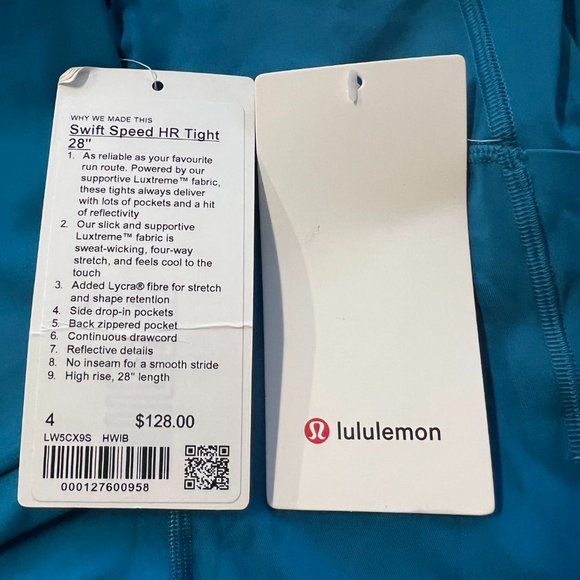 WHY WE MADE THIS
Swift Speed HR Tight
28"
1. As reliable as your favourite
run route. Powered by our
supportive Luxtreme™ fabric,
these tights always deliver
with lots of pockets and a hit
of reflectivity
2. Our slick and supportive
Luxtreme™ fabric is
sweat-wicking, four-way
stretch, and feels cool to the
touch
3. Added Lycra® fibre for stretch
and shape retention
4. Side drop-in pockets
5. Back zippered pocket
6. Continuous drawcord
7. Reflective details
8. No inseam for a smooth stride
9. High rise, 28" length
4 $128.00
LW5CX9S HWIB
000127600958
lululemon